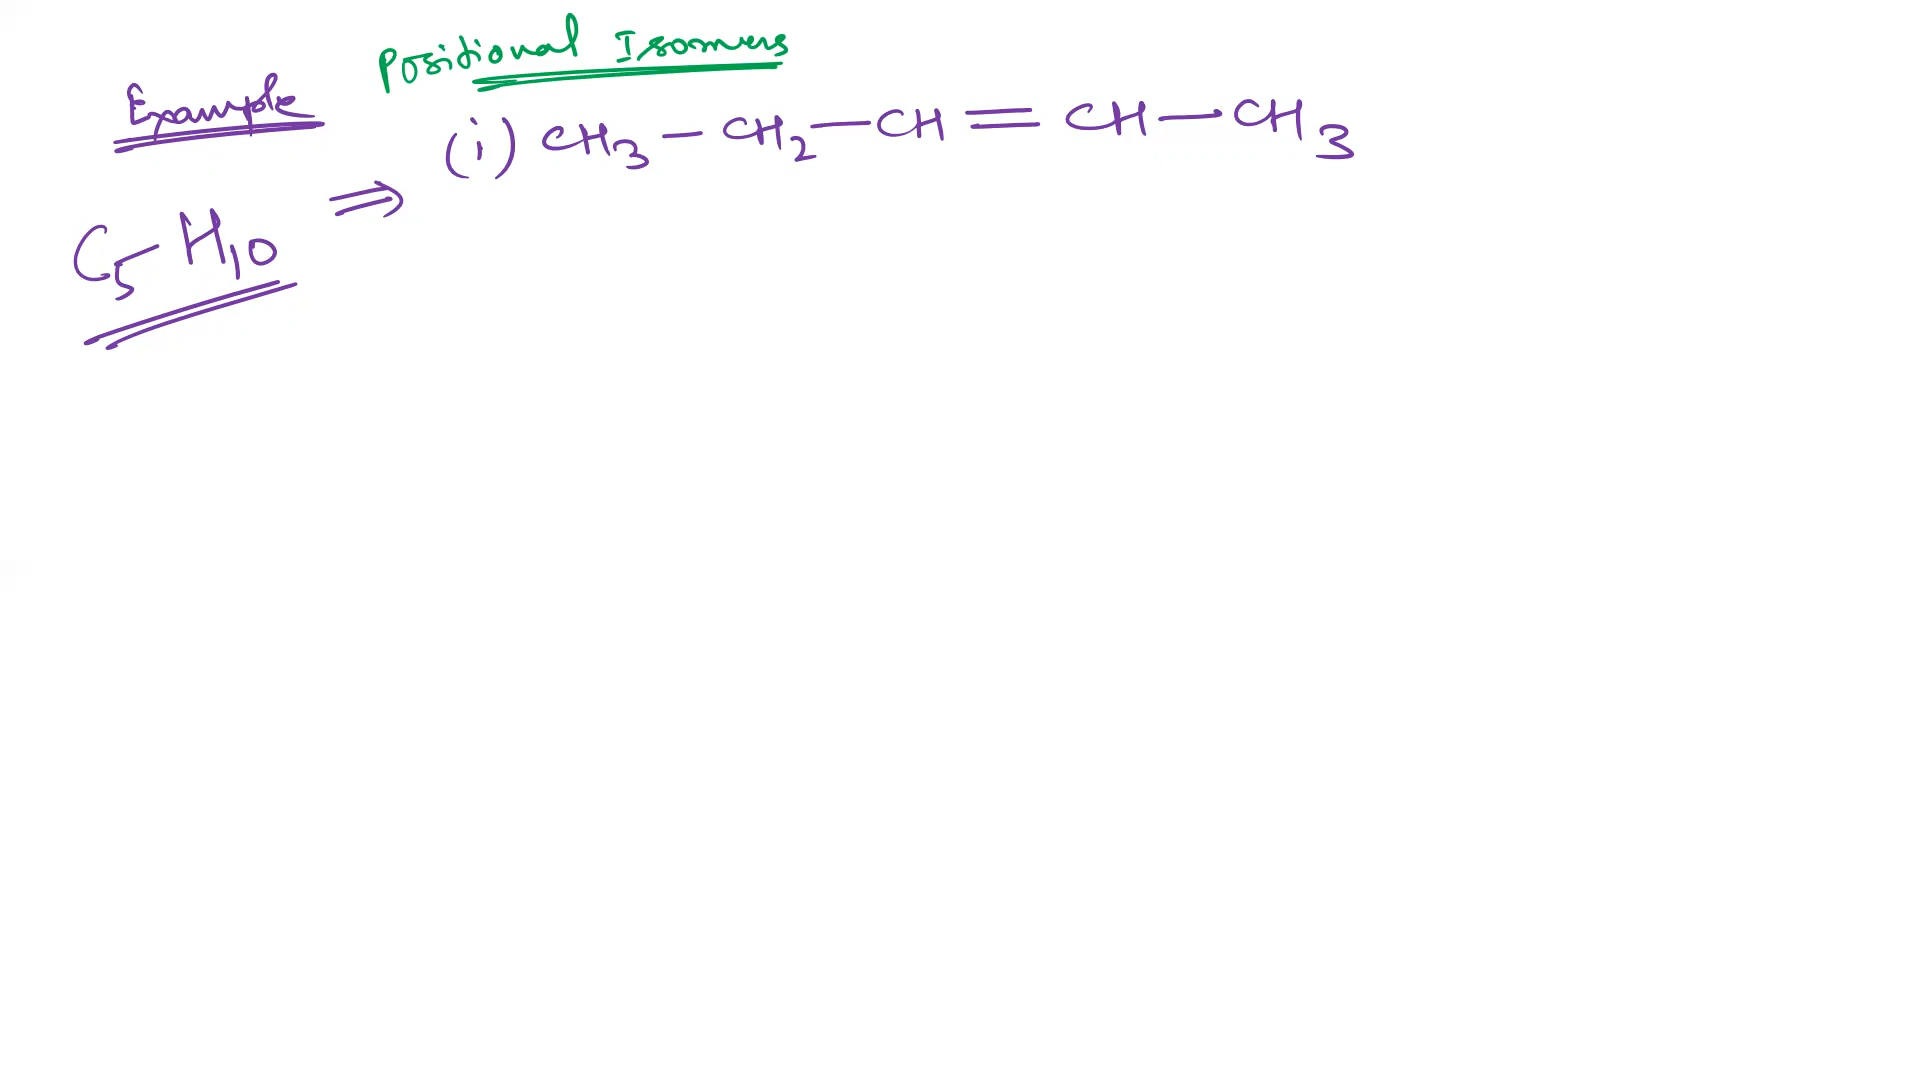 Positional Isomers
Example
(i) CH3 - CH2 - CH = CH - CH3
C5H10 ⇒